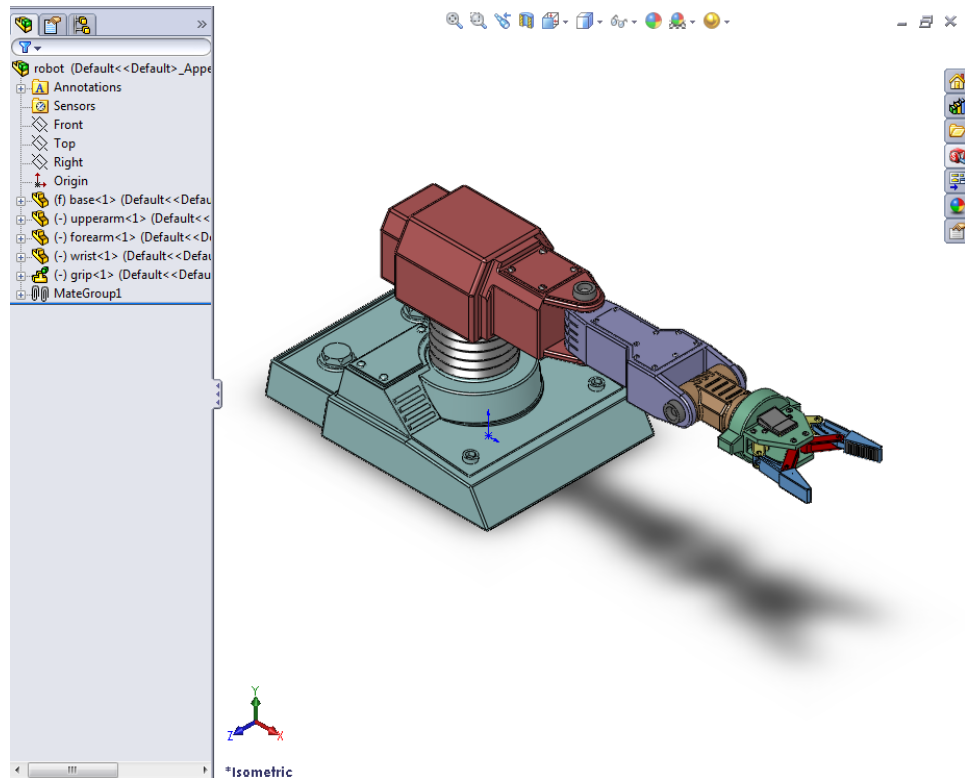 robot (Default<<Default>_Appe
Annotations
Sensors
Front
Top
Right
Origin
(f) base<1> (Default<<Defau
(-) upperarm<1> (Default<<
(-) forearm<1> (Default<<D
(-) wrist<1> (Default<<Defau
(-) grip<1> (Default<<Defau
MateGroup1
Y
Z
X
*Isometric